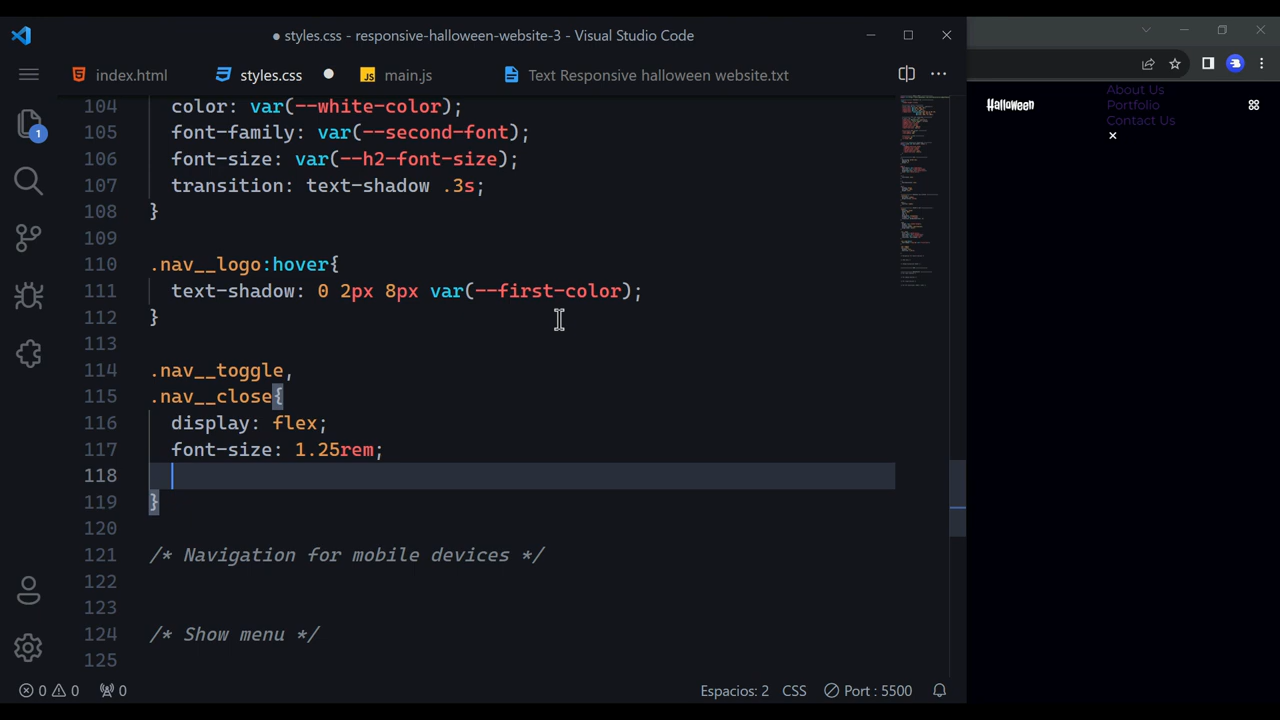 styles.css - responsive-halloween-website-3 - Visual Studio Code
index.html
styles.css
JS main.js
Text Responsive halloween website.txt
104 color: var(--white-color);
105 font-family: var(--second-font);
106 font-size: var(--h2-font-size);
107 transition: text-shadow .3s;
108 }
109
110 .nav__logo:hover{
111 text-shadow: 0 2px 8px var(--first-color);
112 }
113
114 .nav__toggle,
115 .nav__close{
116 display: flex;
117 font-size: 1.25rem;
118
119 }
120
121 /* Navigation for mobile devices */
122
123
124 /* Show menu */
125
1
0 0 0
Espacios: 2 CSS Port : 5500
Halloween
About Us
Portfolio
Contact Us